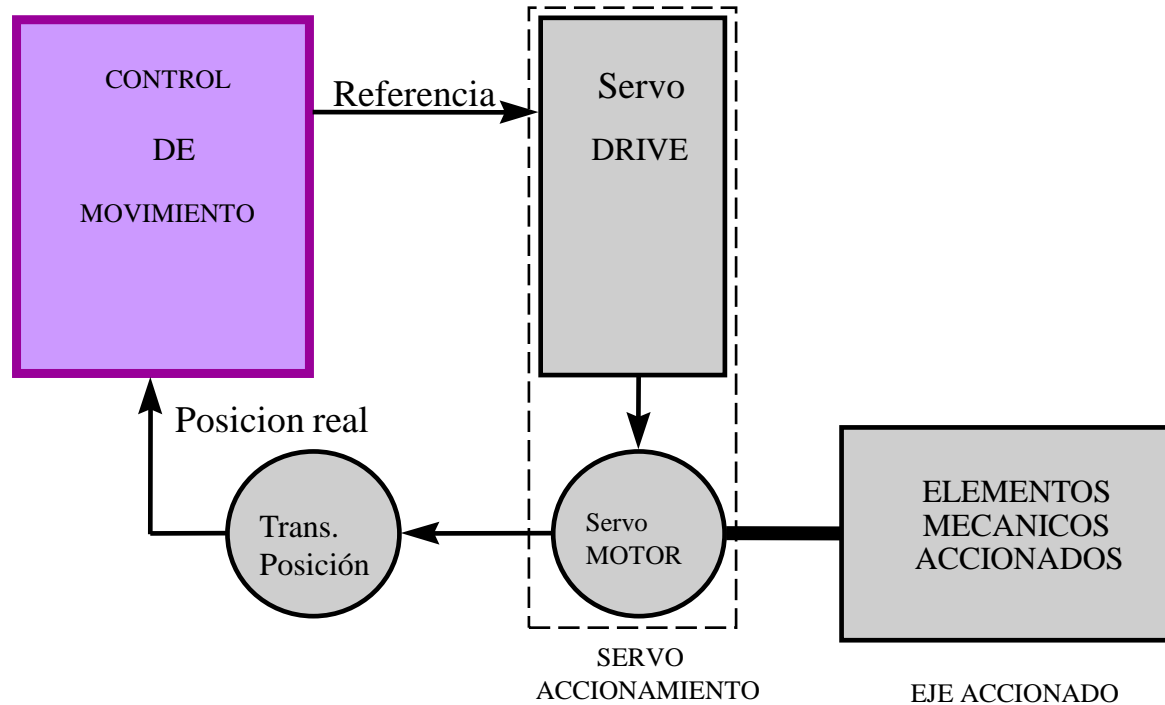 CONTROL
DE
MOVIMIENTO
Referencia
Servo
DRIVE
Posicion real
Trans.
Posición
Servo
MOTOR
ELEMENTOS
MECANICOS
ACCIONADOS
SERVO
ACCIONAMIENTO
EJE ACCIONADO